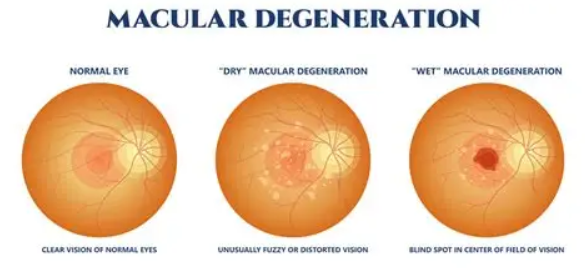 MACULAR DEGENERATION
NORMAL EYE
"DRY" MACULAR DEGENERATION
"WET" MACULAR DEGENERATION
CLEAR VISION OF NORMAL EYES
UNUSUALLY FUZZY OR DISTORTED VISION
BLIND SPOT IN CENTER OF FIELD OF VISION